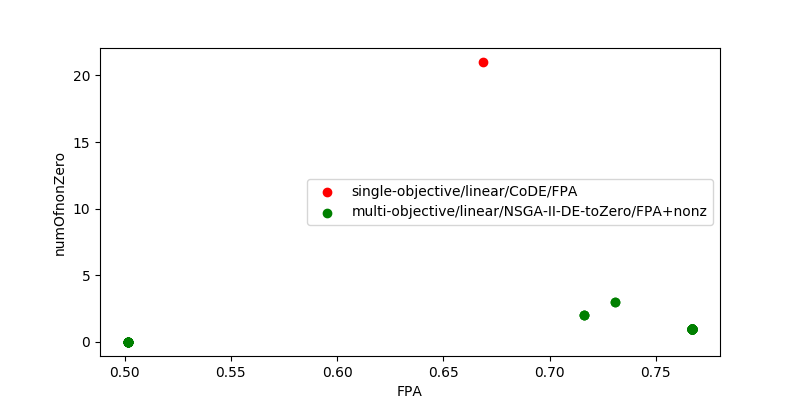 20
15
10
5
0
numOfnonZero
single-objective/linear/CoDE/FPA
multi-objective/linear/NSGA-II-DE-toZero/FPA+nonz
0.50 0.55 0.60 0.65 0.70 0.75
FPA